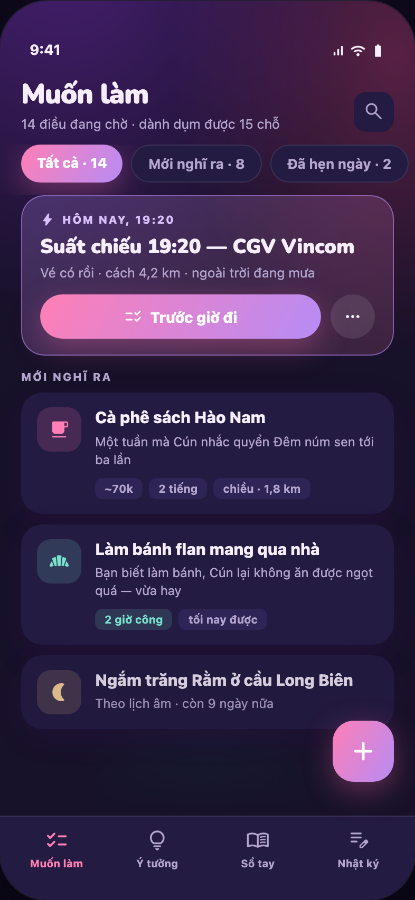 9:41
Muốn làm
14 điều đang chờ · dành dụm được 15 chỗ
Tất cả · 14
Mới nghĩ ra · 8
Đã hẹn ngày · 2
HÔM NAY, 19:20
Suất chiếu 19:20 — CGV Vincom
Vé có rồi · cách 4,2 km · ngoài trời đang mưa
Trước giờ đi
MỚI NGHĨ RA
Cà phê sách Hào Nam
Một tuần mà Cún nhắc quyển Đêm núm sen tới
ba lần
~70k
2 tiếng
chiều · 1,8 km
Làm bánh flan mang qua nhà
Bạn biết làm bánh, Cún lại không ăn được ngọt
quá — vừa hay
2 giờ công
tối nay được
Ngắm trăng Rằm ở cầu Long Biên
Theo lịch âm · còn 9 ngày nữa
Muốn làm
Ý tưởng
Sổ tay
Nhật ký